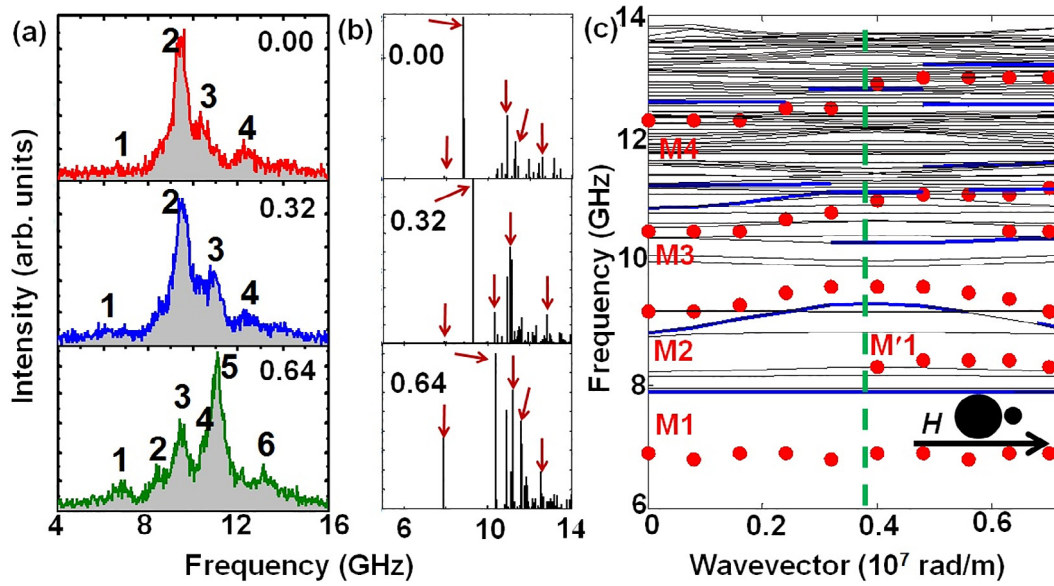 (a)
2
0.00
3
1
4
2
0.32
3
1
4
5
0.64
3
4
1
2
6
Intensity (arb. units)
4 8 12 16
Frequency (GHz)
(b)
0.00
0.32
0.64
6 10 14
(GHz)
(c)
14
12
10
8
6
Frequency (GHz)
M4
M3
M2
M'1
M1
H
0 0.2 0.4 0.6
Wavevector (10⁷ rad/m)